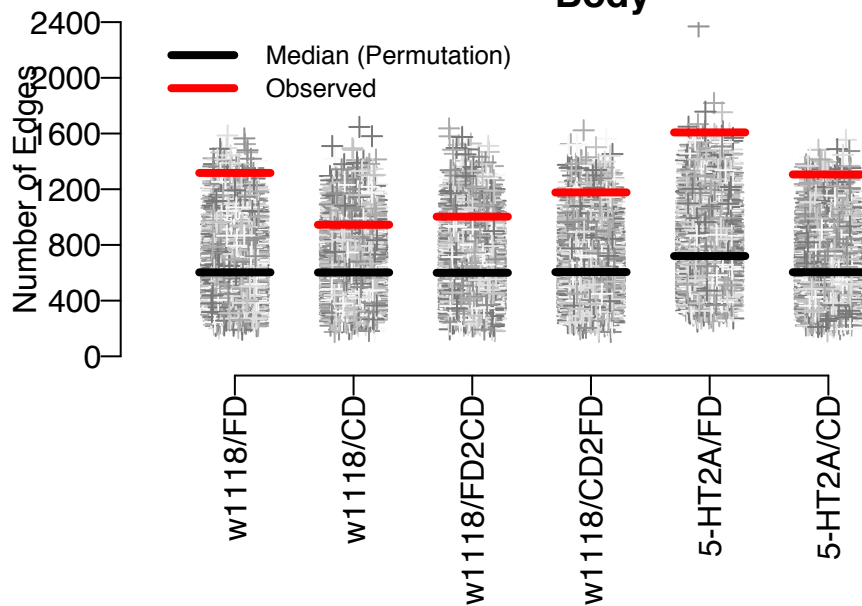 Body
2400
2000
1600
1200
800
400
0
Number of Edges
Median (Permutation)
Observed
w1118/FD
w1118/CD
w1118/FD2CD
w1118/CD2FD
5-HT2A/FD
5-HT2A/CD